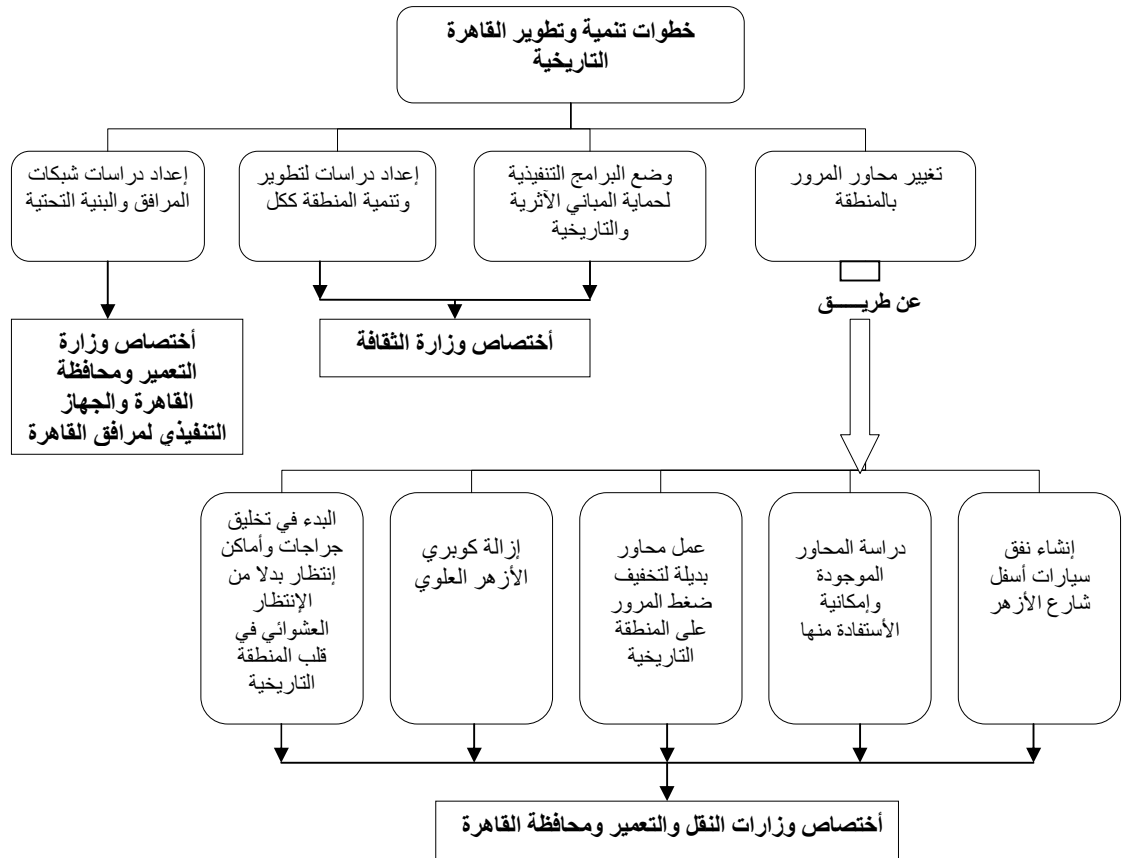 خطوات تنمية وتطوير القاهرة
التاريخية
تغيير محاور المرور
بالمنطقة
وضع البرامج التنفيذية
لحماية المباني الآثرية
والتاريخية
إعداد دراسات لتطوير
وتنمية المنطقة ككل
إعداد دراسات شبكات
المرافق والبنية التحتية
عن طريـــــق
أختصاص وزارة الثقافة
أختصاص وزارة
التعمير ومحافظة
القاهرة والجهاز
التنفيذي لمرافق القاهرة
إنشاء نفق
سيارات أسفل
شارع الأزهر
دراسة المحاور
الموجودة
وإمكانية
الأستفادة منها
عمل محاور
بديلة لتخفيف
ضغط المرور
على المنطقة
التاريخية
إزالة كوبري
الأزهر العلوي
البدء في تخليق
جراجات وأماكن
إنتظار بدلا من
الإنتظار
العشوائي في
قلب المنطقة
التاريخية
أختصاص وزارات النقل والتعمير ومحافظة القاهرة